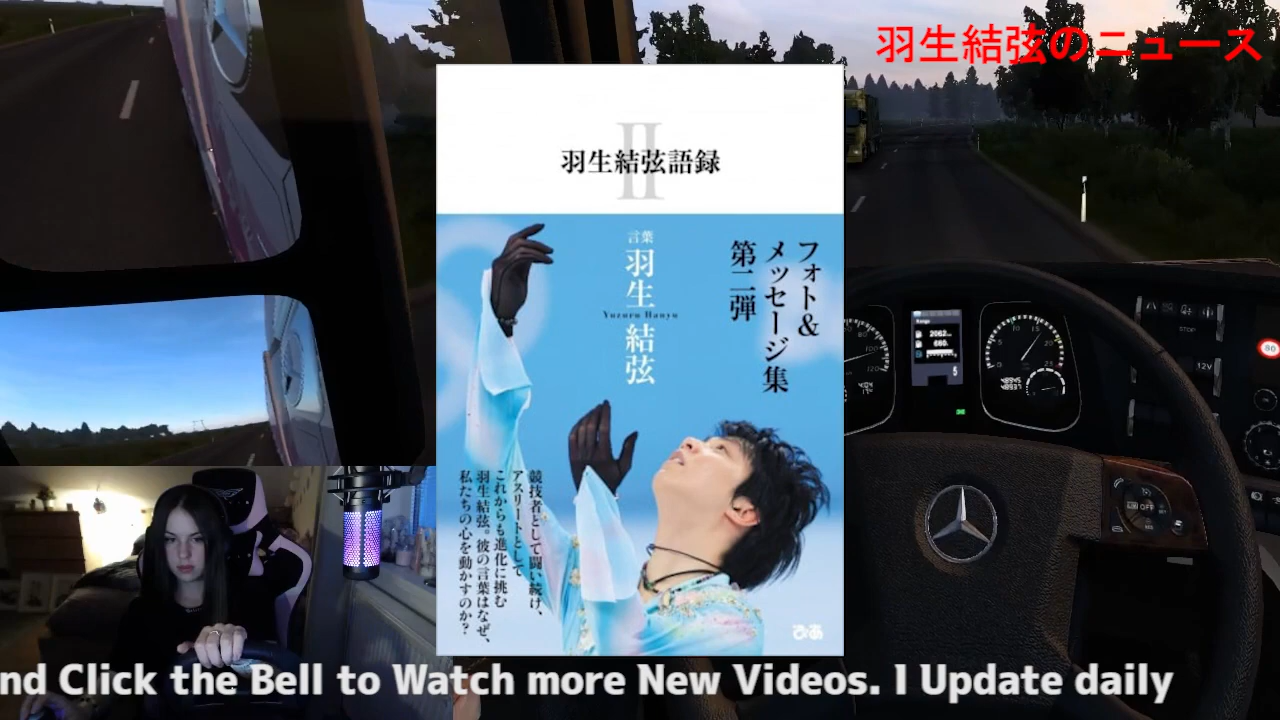 羽生結弦のニュース
II
羽生結弦語録
フォト&
メッセージ集
第二弾
言葉
羽生結弦
Yuzuru Hanyu
競技者として闘い続け、
アスリートとして
これからも進化に挑む
羽生結弦。彼の言葉はなぜ、
私たちの心を動かすのか?
ぴあ
STOP
12V
80
OFF
nd Click the Bell to Watch more New Videos. I Update daily